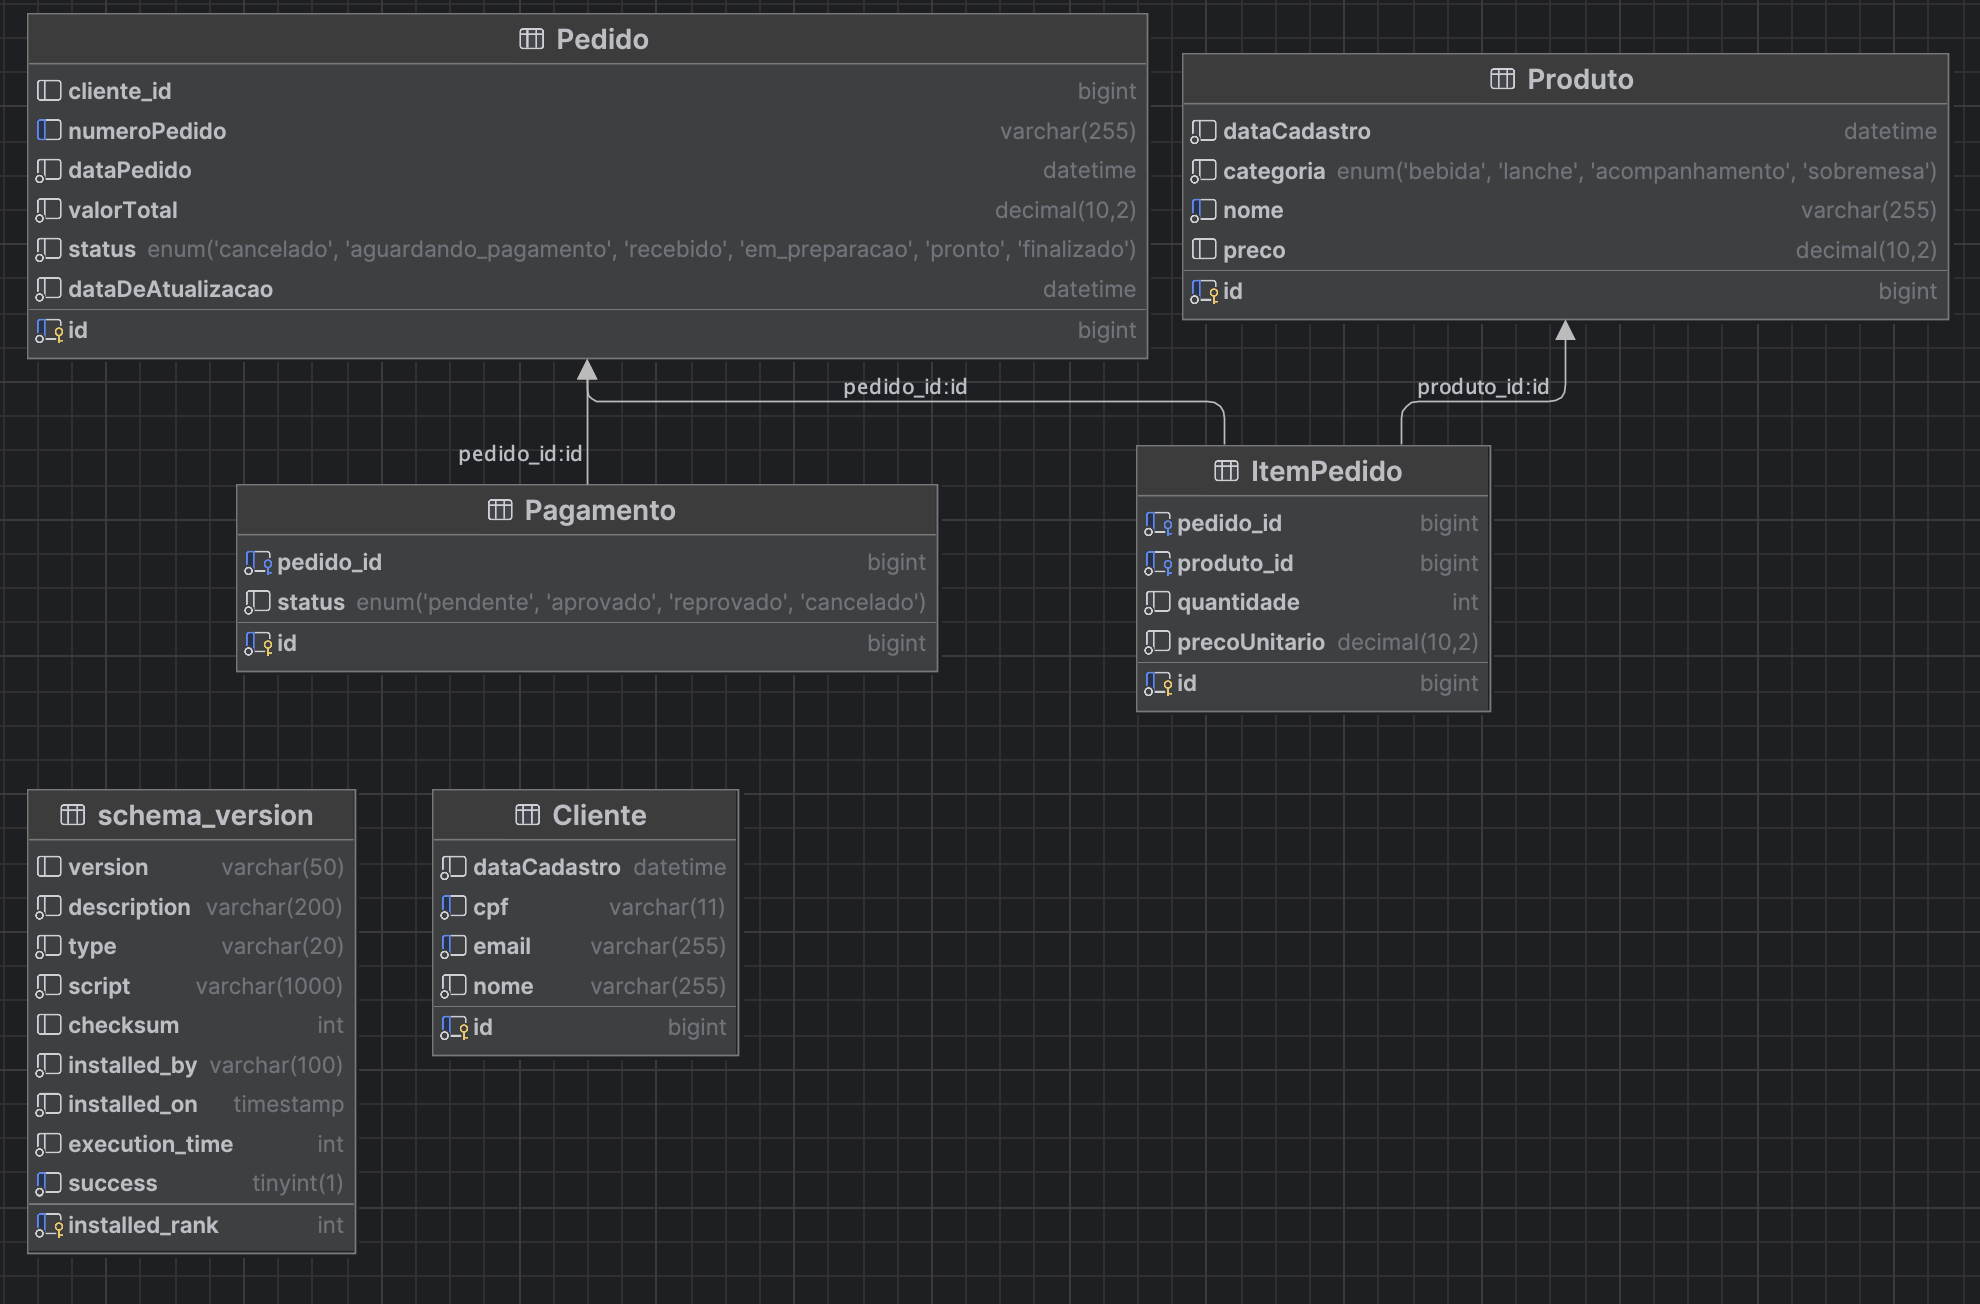 Pedido
cliente_id bigint
numeroPedido varchar(255)
dataPedido datetime
valorTotal decimal(10,2)
status enum('cancelado', 'aguardando_pagamento', 'recebido', 'em_preparacao', 'pronto', 'finalizado')
dataDeAtualizacao datetime
id bigint
Produto
dataCadastro datetime
categoria enum('bebida', 'lanche', 'acompanhamento', 'sobremesa')
nome varchar(255)
preco decimal(10,2)
id bigint
pedido_id:id
produto_id:id
pedido_id:id
Pagamento
pedido_id bigint
status enum('pendente', 'aprovado', 'reprovado', 'cancelado')
id bigint
ItemPedido
pedido_id bigint
produto_id bigint
quantidade int
precoUnitario decimal(10,2)
id bigint
schema_version
version varchar(50)
description varchar(200)
type varchar(20)
script varchar(1000)
checksum int
installed_by varchar(100)
installed_on timestamp
execution_time int
success tinyint(1)
installed_rank int
Cliente
dataCadastro datetime
cpf varchar(11)
email varchar(255)
nome varchar(255)
id bigint